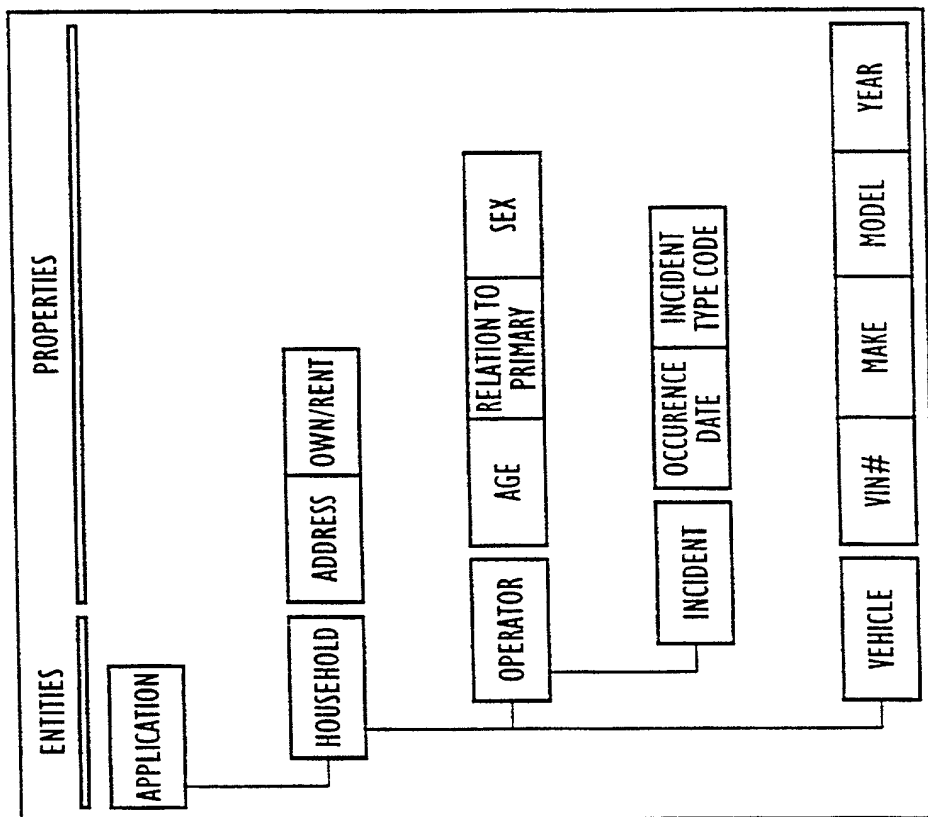 ENTITIES
PROPERTIES
APPLICATION
HOUSEHOLD
ADDRESS
OWN/RENT
OPERATOR
AGE
RELATION TO
PRIMARY
SEX
INCIDENT
OCCURENCE
DATE
INCIDENT
TYPE CODE
VEHICLE
VIN#
MAKE
MODEL
YEAR